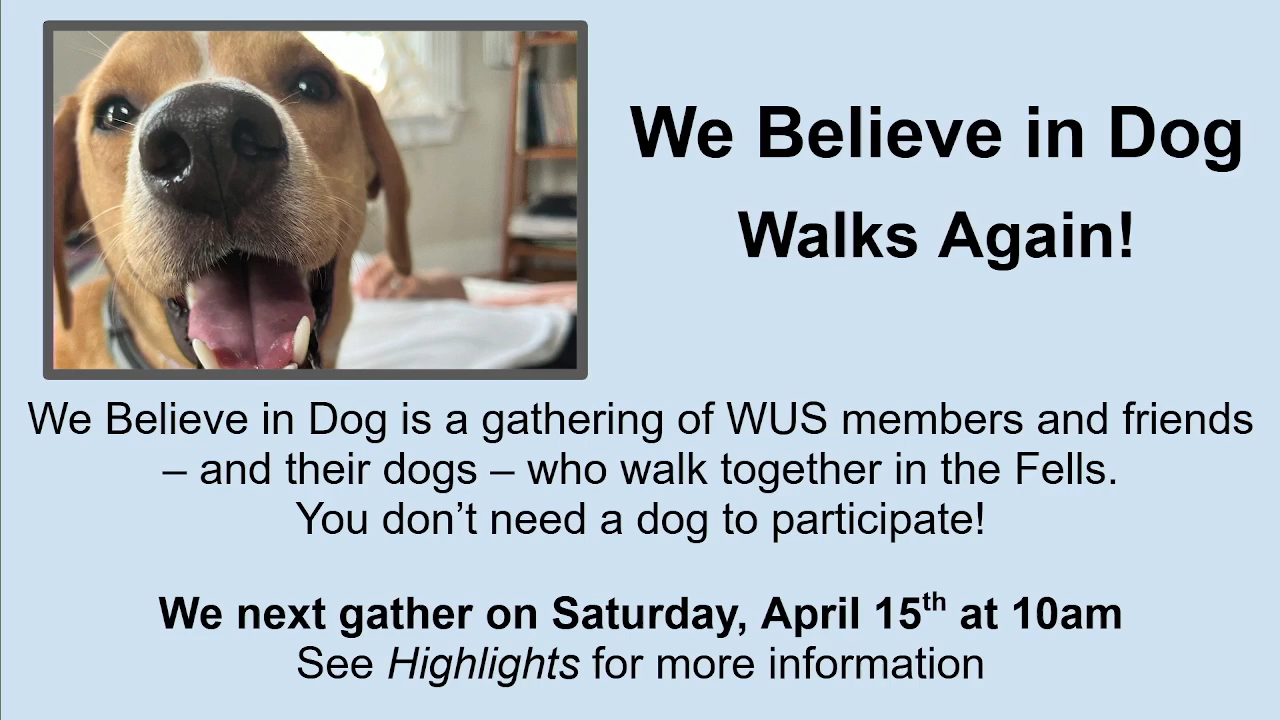 We Believe in Dog
Walks Again!
We Believe in Dog is a gathering of WUS members and friends
– and their dogs – who walk together in the Fells.
You don’t need a dog to participate!
We next gather on Saturday, April 15th at 10am
See Highlights for more information